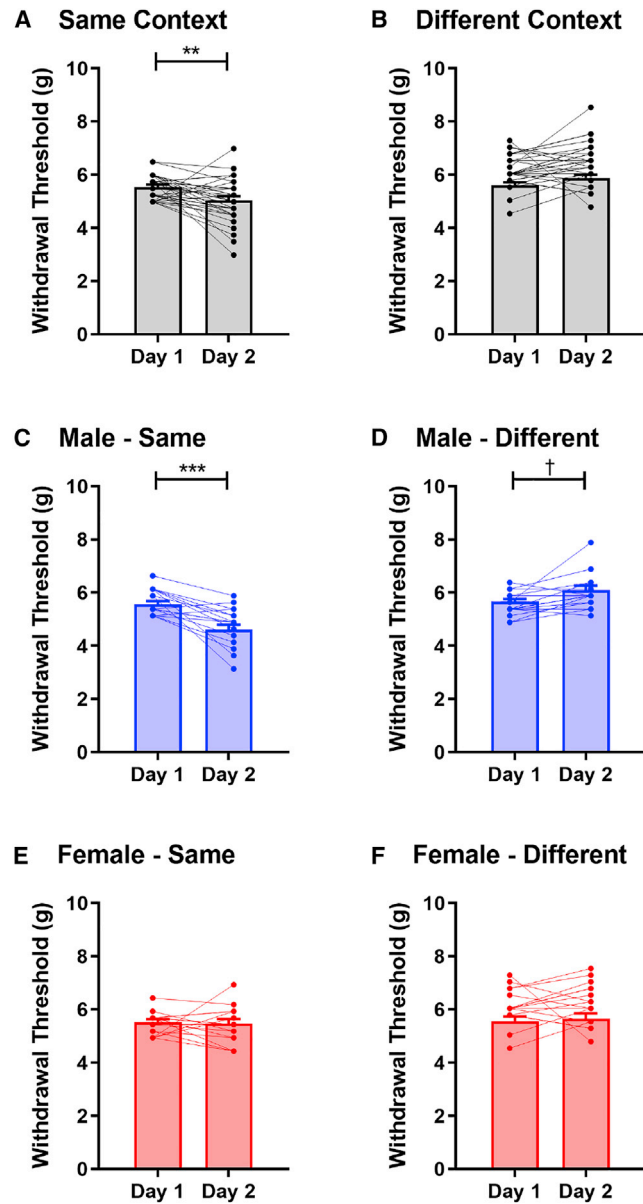 A Same Context
**
Withdrawal Threshold (g)
10
8
6
4
2
0
Day 1 Day 2
B Different Context
Withdrawal Threshold (g)
10
8
6
4
2
0
Day 1 Day 2
C Male - Same
***
Withdrawal Threshold (g)
10
8
6
4
2
0
Day 1 Day 2
D Male - Different
†
Withdrawal Threshold (g)
10
8
6
4
2
0
Day 1 Day 2
E Female - Same
Withdrawal Threshold (g)
10
8
6
4
2
0
Day 1 Day 2
F Female - Different
Withdrawal Threshold (g)
10
8
6
4
2
0
Day 1 Day 2